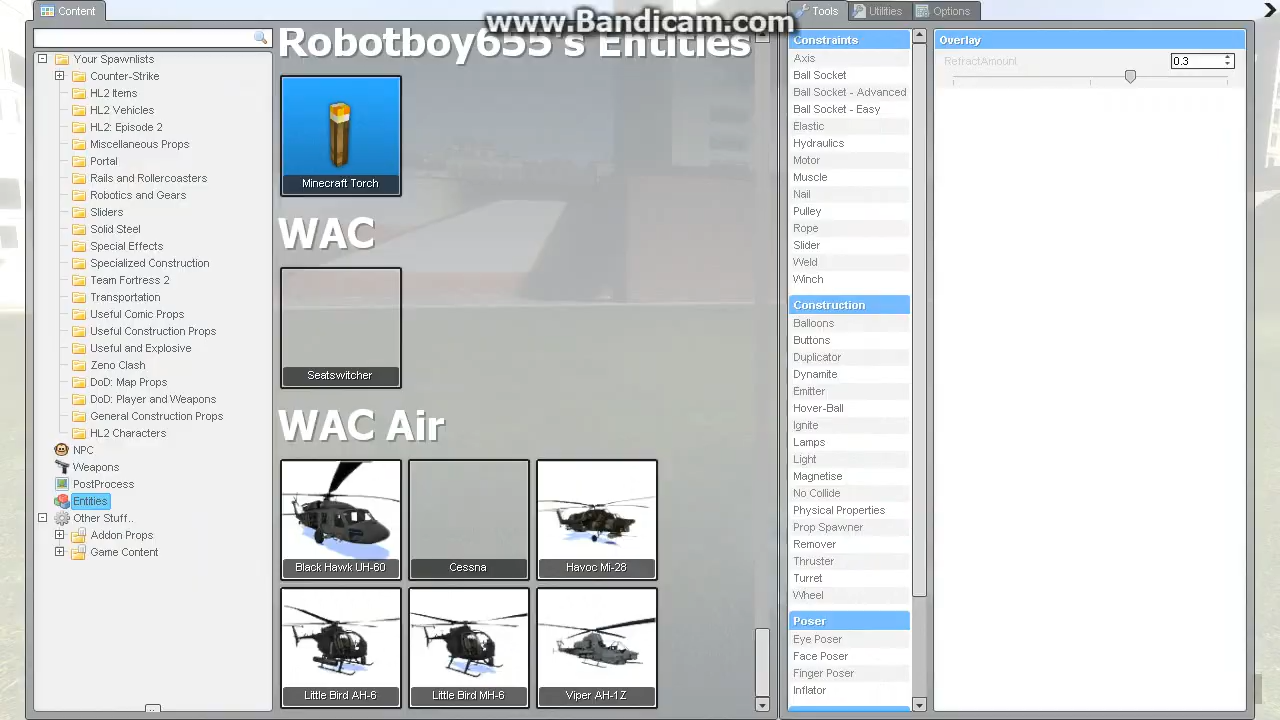 Content
www.Bandicam.com
Tools
Utilities
Options
Robotboy655's Entities
Your Spawnlists
Counter-Strike
HL2 Items
HL2 Vehicles
HL2: Episode 2
Miscellaneous Props
Portal
Rails and Rollercoasters
Robotics and Gears
Sliders
Solid Steel
Special Effects
Specialized Construction
Team Fortress 2
Transportation
Useless Info Props
Useful Construction Props
Useful and Explosive
Zeno Clash
DoD: Map Props
DoD: Player and Weapons
General Construction Props
HL2 Characters
NPCs
Weapons
PostProcess
Entities
Other Stuff..
Addon Props
Game Content
Minecraft Torch
WAC
Seatswitcher
WAC Air
Black Hawk UH-60
Cessna
Havoc Mi-28
Little Bird AH-6
Little Bird MH-6
Viper AH-1Z
Constraints
Axis
Ball Socket
Ball Socket - Advanced
Ball Socket - Easy
Elastic
Hydraulics
Motor
Muscle
Nail
Pulley
Rope
Slider
Weld
Winch
Construction
Balloons
Buttons
Duplicator
Dynamite
Emitter
Hover-Ball
Ignite
Lamps
Light
Magnetise
No Collide
Physical Properties
Prop Spawner
Remover
Thruster
Turret
Wheel
Poser
Eye Poser
Face Poser
Finger Poser
Inflator
Overlay
RetractAmount
0.3